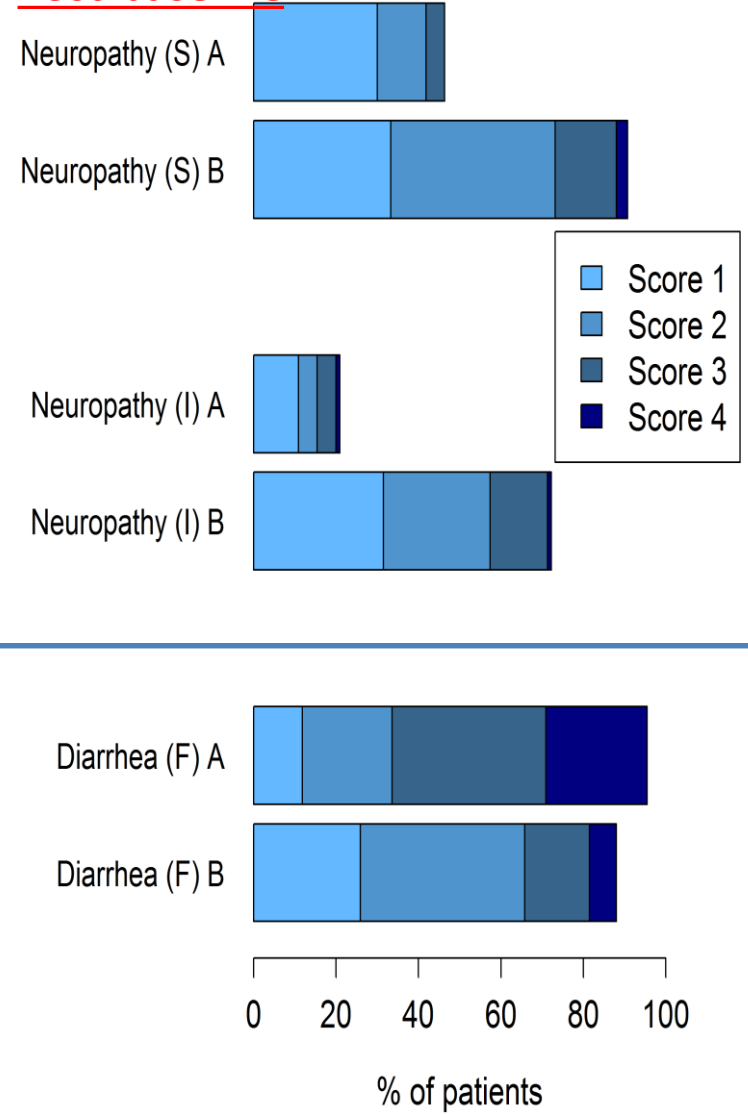 Neuropathy (S) A
Neuropathy (S) B
Score 1
Score 2
Score 3
Score 4
Neuropathy (I) A
Neuropathy (I) B
Diarrhea (F) A
Diarrhea (F) B
0 20 40 60 80 100
% of patients